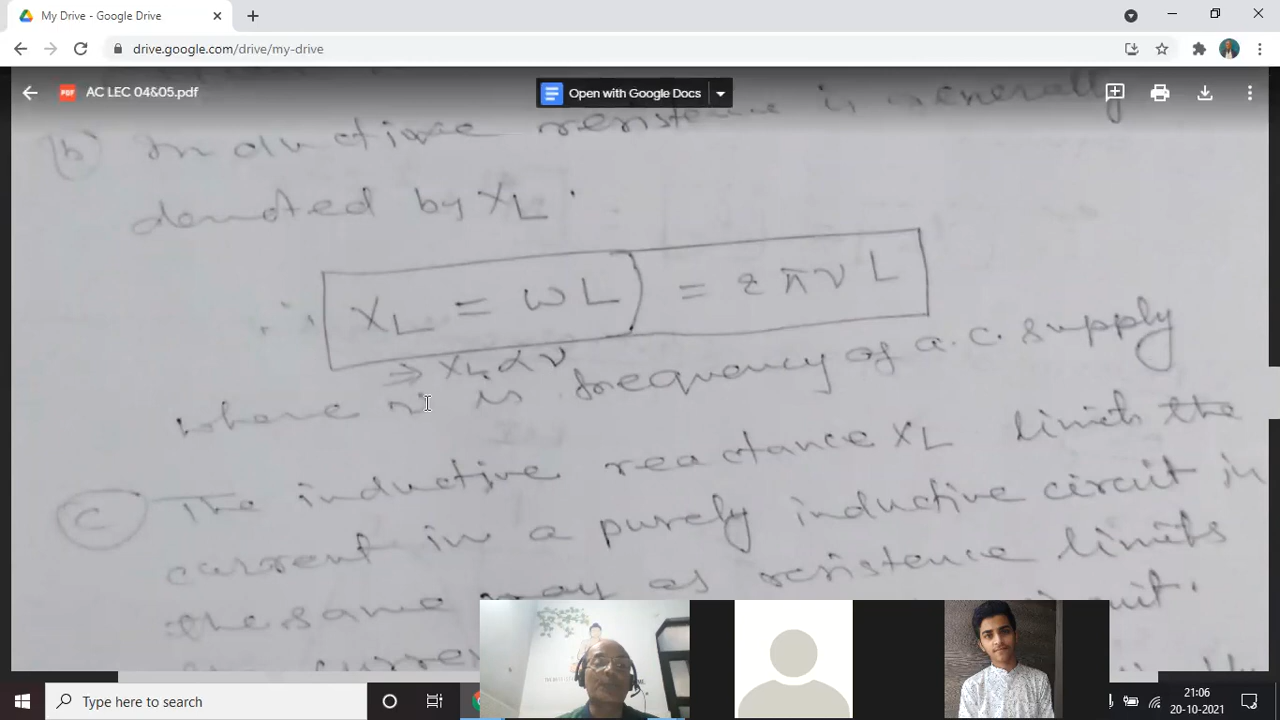 My Drive - Google Drive
drive.google.com/drive/my-drive
AC LEC 04&05.pdf
Open with Google Docs
(b) Inductive resistance is generally
denoted by XL.
∴ XL = ωL) = 2πνL
⇒ XL α ν
where is frequency of a.c. supply
(c) The inductive reactance XL limits the
current in a purely inductive circuit in
the same way as resistance limits
circuit.
Type here to search
21:06
20-10-2021